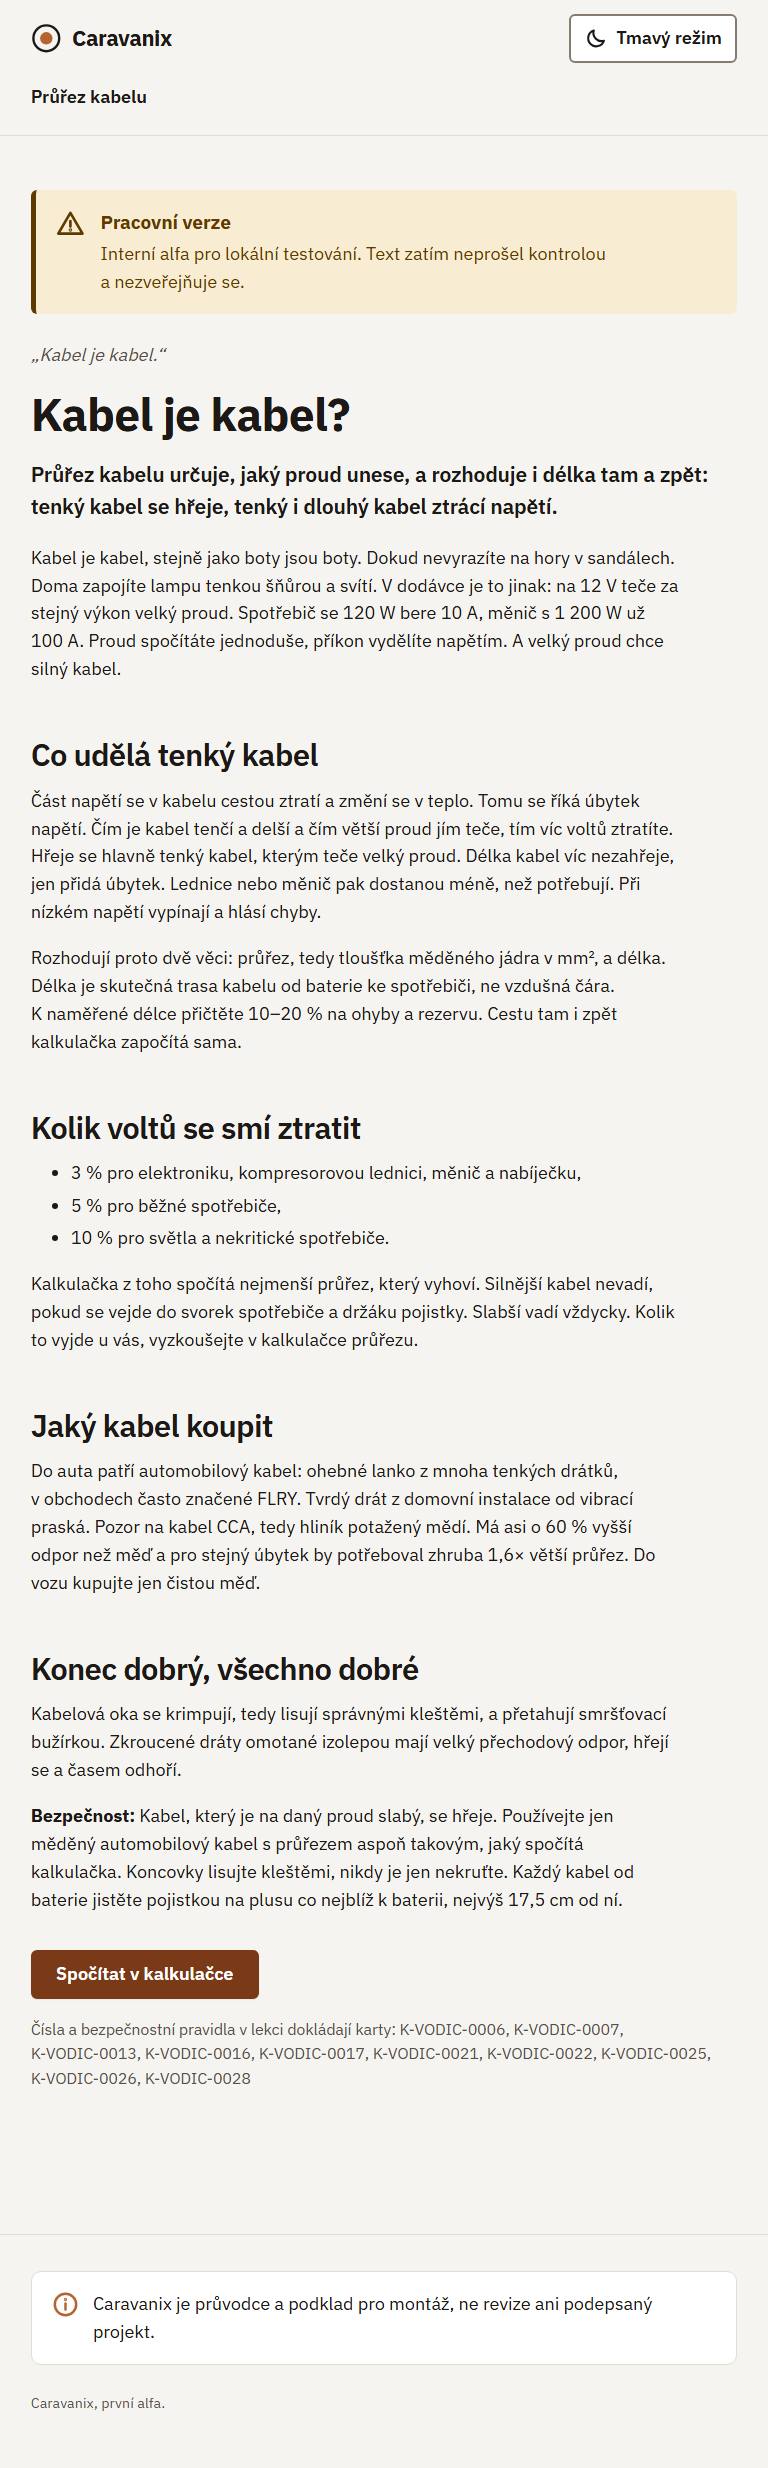 Caravanix
Tmavý režim
Průřez kabelu
Pracovní verze
Interní alfa pro lokální testování. Text zatím neprošel kontrolou
a nezveřejňuje se.
„Kabel je kabel.“
Kabel je kabel?
Průřez kabelu určuje, jaký proud unese, a rozhoduje i délka tam a zpět:
tenký kabel se hřeje, tenký i dlouhý kabel ztrácí napětí.
Kabel je kabel, stejně jako boty jsou boty. Dokud nevyrazíte na hory v sandálech.
Doma zapojíte lampu tenkou šňůrou a svítí. V dodávce je to jinak: na 12 V teče za
stejný výkon velký proud. Spotřebič se 120 W bere 10 A, měnič s 1 200 W už
100 A. Proud spočítáte jednoduše, příkon vydělíte napětím. A velký proud chce
silný kabel.
Co udělá tenký kabel
Část napětí se v kabelu cestou ztratí a změní se v teplo. Tomu se říká úbytek
napětí. Čím je kabel tenčí a delší a čím větší proud jím teče, tím víc voltů ztratíte.
Hřeje se hlavně tenký kabel, kterým teče velký proud. Délka kabel víc nezahřeje,
jen přidá úbytek. Lednice nebo měnič pak dostanou méně, než potřebují. Při
nízkém napětí vypínají a hlásí chyby.
Rozhodují proto dvě věci: průřez, tedy tloušťka měděného jádra v mm², a délka.
Délka je skutečná trasa kabelu od baterie ke spotřebiči, ne vzdušná čára.
K naměřené délce přičtěte 10–20 % na ohyby a rezervu. Cestu tam i zpět
kalkulačka započítá sama.
Kolik voltů se smí ztratit
• 3 % pro elektroniku, kompresorovou lednici, měnič a nabíječku,
• 5 % pro běžné spotřebiče,
• 10 % pro světla a nekritické spotřebiče.
Kalkulačka z toho spočítá nejmenší průřez, který vyhoví. Silnější kabel nevadí,
pokud se vejde do svorek spotřebiče a držáku pojistky. Slabší vadí vždycky. Kolik
to vyjde u vás, vyzkoušejte v kalkulačce průřezu.
Jaký kabel koupit
Do auta patří automobilový kabel: ohebné lanko z mnoha tenkých drátků,
v obchodech často značené FLRY. Tvrdý drát z domovní instalace od vibrací
praská. Pozor na kabel CCA, tedy hliník potažený mědí. Má asi o 60 % vyšší
odpor než měď a pro stejný úbytek by potřeboval zhruba 1,6× větší průřez. Do
vozu kupujte jen čistou měď.
Konec dobrý, všechno dobré
Kabelová oka se krimpují, tedy lisují správnými kleštěmi, a přetahují smršťovací
bužírkou. Zkroucené dráty omotané izolepou mají velký přechodový odpor, hřejí
se a časem odhoří.
Bezpečnost: Kabel, který je na daný proud slabý, se hřeje. Používejte jen
měděný automobilový kabel s průřezem aspoň takovým, jaký spočítá
kalkulačka. Koncovky lisujte kleštěmi, nikdy je jen nekruťte. Každý kabel od
baterie jistěte pojistkou na plusu co nejblíž k baterii, nejvýš 17,5 cm od ní.
Spočítat v kalkulačce
Čísla a bezpečnostní pravidla v lekci dokládají karty: K-VODIC-0006, K-VODIC-0007,
K-VODIC-0013, K-VODIC-0016, K-VODIC-0017, K-VODIC-0021, K-VODIC-0022, K-VODIC-0025,
K-VODIC-0026, K-VODIC-0028
Caravanix je průvodce a podklad pro montáž, ne revize ani podepsaný
projekt.
Caravanix, první alfa.